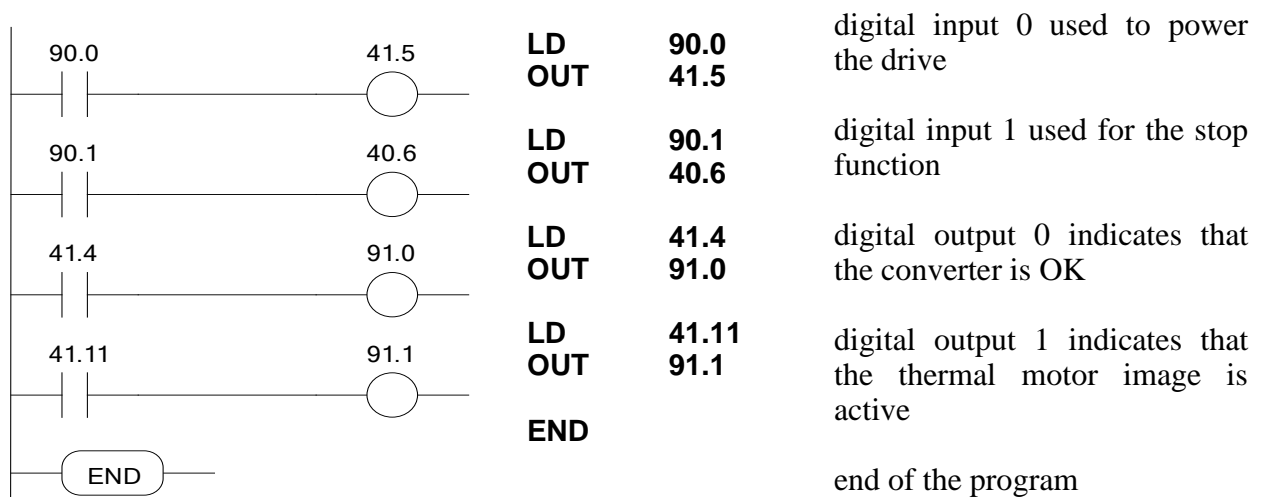 90.0 41.5
90.1 40.6
41.4 91.0
41.11 91.1
END
LD 90.0
OUT 41.5
LD 90.1
OUT 40.6
LD 41.4
OUT 91.0
LD 41.11
OUT 91.1
END
digital input 0 used to power
the drive
digital input 1 used for the stop
function
digital output 0 indicates that
the converter is OK
digital output 1 indicates that
the thermal motor image is
active
end of the program